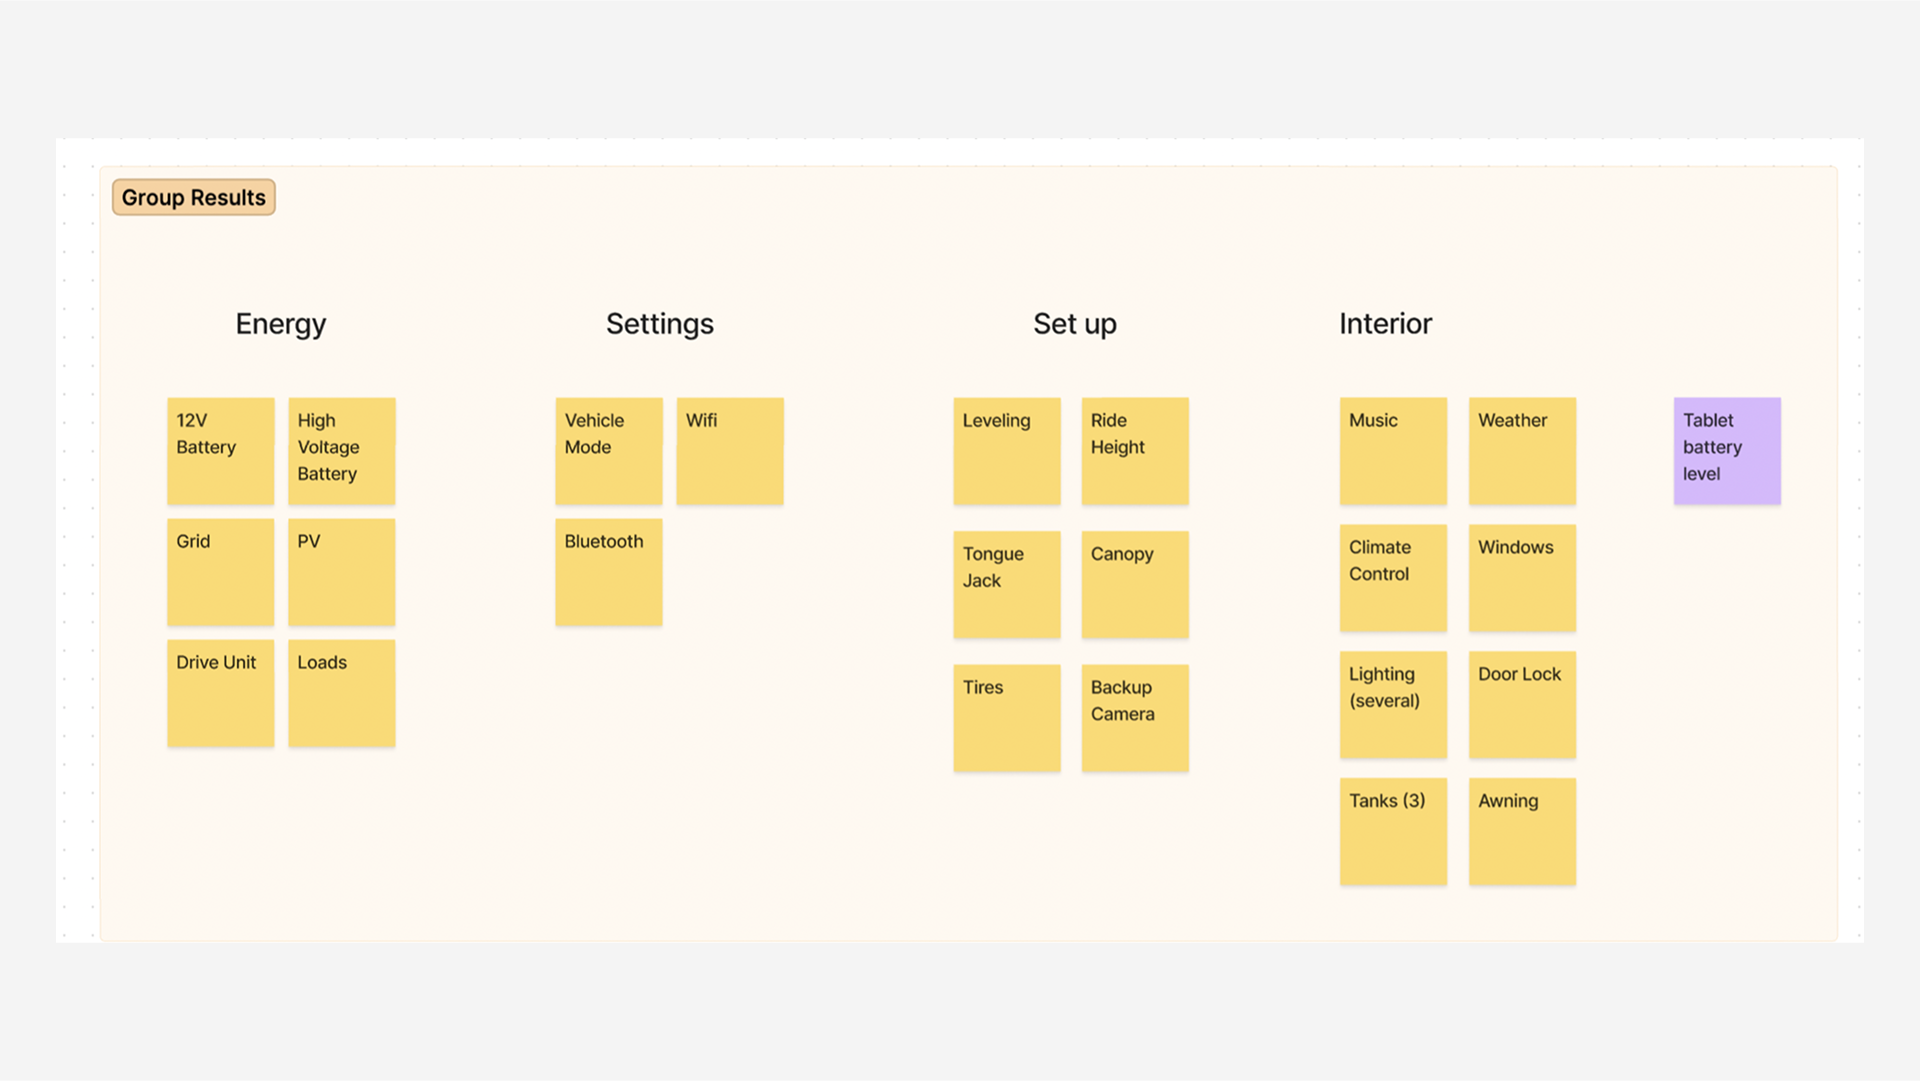 Group Results
Energy
12V
Battery
High
Voltage
Battery
Grid
PV
Drive Unit
Loads
Settings
Vehicle
Mode
Wifi
Bluetooth
Set up
Leveling
Ride
Height
Tongue
Jack
Canopy
Tires
Backup
Camera
Interior
Music
Weather
Climate
Control
Windows
Lighting
(several)
Door Lock
Tanks (3)
Awning
Tablet
battery
level